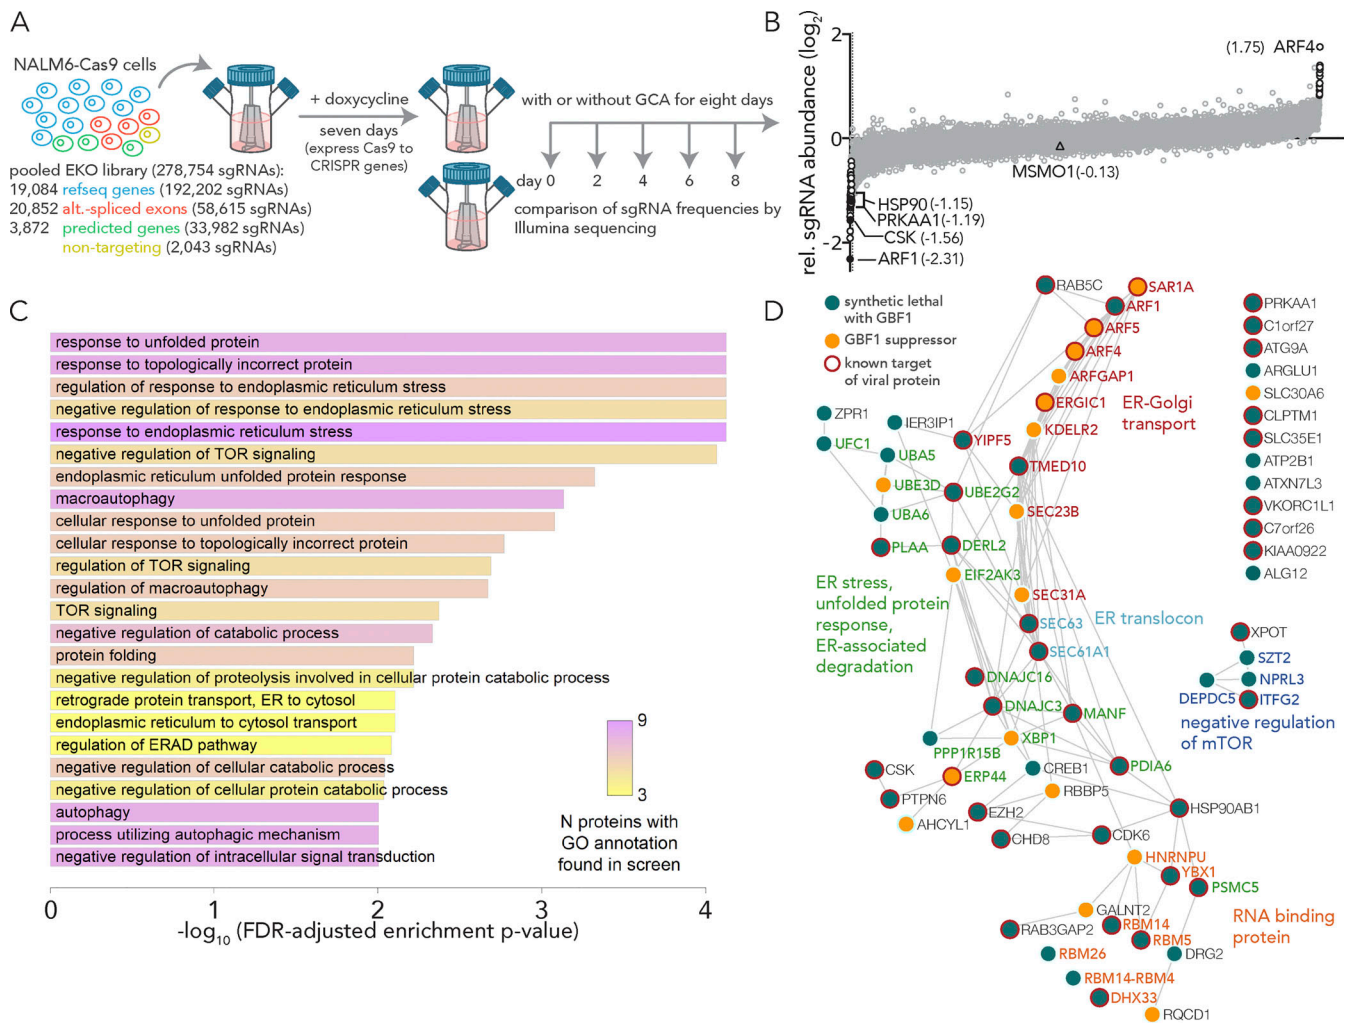 A
NALM6-Cas9 cells
pooled EKO library (278,754 sgRNAs):
19,084 refseq genes (192,202 sgRNAs)
20,852 alt.-spliced exons (58,615 sgRNAs)
3,872 predicted genes (33,982 sgRNAs)
non-targeting (2,043 sgRNAs)
+ doxycycline
seven days
(express Cas9 to
CRISPR genes)
with or without GCA for eight days
day 0 2 4 6 8
comparison of sgRNA frequencies by
Illumina sequencing
B
rel. sgRNA abundance (log2)
2
0
-2
(1.75) ARF4
MSMO1(-0.13)
HSP90 (-1.15)
PRKAA1(-1.19)
CSK (-1.56)
ARF1 (-2.31)
C
response to unfolded protein
response to topologically incorrect protein
regulation of response to endoplasmic reticulum stress
negative regulation of response to endoplasmic reticulum stress
response to endoplasmic reticulum stress
negative regulation of TOR signaling
endoplasmic reticulum unfolded protein response
macroautophagy
cellular response to unfolded protein
cellular response to topologically incorrect protein
regulation of TOR signaling
regulation of macroautophagy
TOR signaling
negative regulation of catabolic process
protein folding
negative regulation of proteolysis involved in cellular protein catabolic process
retrograde protein transport, ER to cytosol
endoplasmic reticulum to cytosol transport
regulation of ERAD pathway
negative regulation of cellular catabolic process
negative regulation of cellular protein catabolic process
autophagy
process utilizing autophagic mechanism
negative regulation of intracellular signal transduction
9
3
N proteins with
GO annotation
found in screen
0 1 2 3 4
-log10 (FDR-adjusted enrichment p-value)
D
synthetic lethal
with GBF1
GBF1 suppressor
known target
of viral protein
RAB5C
SAR1A
ARF1
ARF5
ARF4
ARFGAP1
ERGIC1
KDELR2
ER-Golgi
transport
ZPR1
IER3IP1
UFC1
YIPF5
UBA5
TMED10
UBE3D
UBE2G2
SEC23B
UBA6
PLAA
DERL2
EIF2AK3
SEC31A
ER stress,
unfolded protein
response,
ER-associated
degradation
SEC63
ER translocon
SEC61A1
DNAJC16
DNAJC3
MANF
XBP1
PPP1R15B
PDIA6
CSK
ERP44
CREB1
PTPN6
RBBP5
AHCYL1
EZH2
HSP90AB1
CHD8
CDK6
HNRNPU
YBX1
PSMC5
GALNT2
RAB3GAP2
RBM14
RBM5
RNA binding
protein
RBM26
DRG2
RBM14-RBM4
DHX33
RQCD1
PRKAA1
C1orf27
ATG9A
ARGLU1
SLC30A6
CLPTM1
SLC35E1
ATP2B1
ATXN7L3
VKORC1L1
C7orf26
KIAA0922
ALG12
XPOT
SZT2
NPRL3
DEPDC5
ITFG2
negative regulation
of mTOR